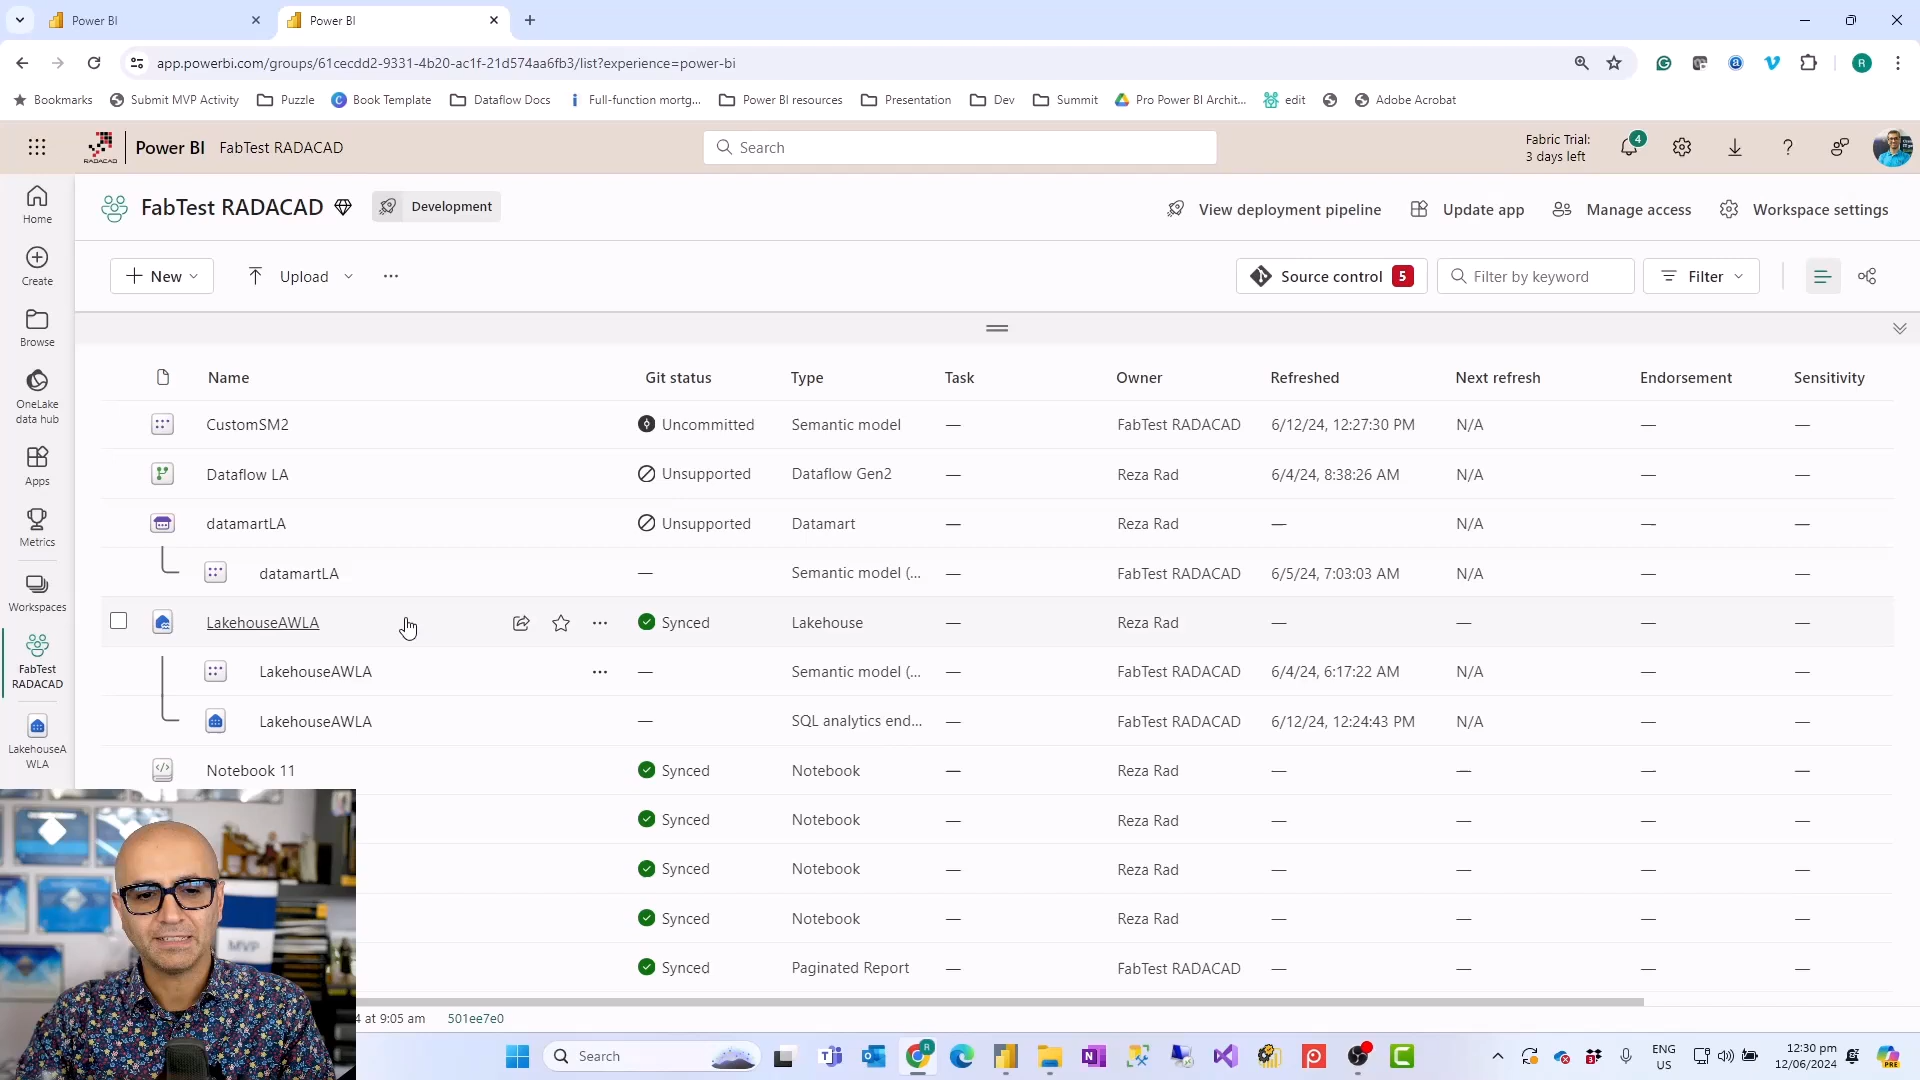 Power BI
Power BI
app.powerbi.com/groups/61cecdd2-9331-4b20-ac1f-21d574aa6fb3/list?experience=power-bi
Bookmarks Submit MVP Activity Puzzle Book Template Dataflow Docs Full-function mortg... Power BI resources Presentation Dev Summit Pro Power BI Archit... edit Adobe Acrobat
RADACAD Power BI FabTest RADACAD Search Fabric Trial: 3 days left 4
FabTest RADACAD Development View deployment pipeline Update app Manage access Workspace settings
New Upload Source control 5 Filter by keyword Filter
Home
Create
Browse
OneLake data hub
Apps
Metrics
Workspaces
FabTest RADACAD
LakehouseA WLA
Name Git status Type Task Owner Refreshed Next refresh Endorsement Sensitivity
CustomSM2 Uncommitted Semantic model — FabTest RADACAD 6/12/24, 12:27:30 PM N/A — —
Dataflow LA Unsupported Dataflow Gen2 — Reza Rad 6/4/24, 8:38:26 AM N/A — —
datamartLA Unsupported Datamart — Reza Rad — N/A — —
datamartLA — Semantic model (... — FabTest RADACAD 6/5/24, 7:03:03 AM N/A — —
LakehouseAWLA Synced Lakehouse — Reza Rad — — — —
LakehouseAWLA — Semantic model (... — FabTest RADACAD 6/4/24, 6:17:22 AM N/A — —
LakehouseAWLA — SQL analytics end... — FabTest RADACAD 6/12/24, 12:24:43 PM N/A — —
Notebook 11 Synced Notebook — Reza Rad — — — —
Synced Notebook — Reza Rad — — — —
Synced Notebook — Reza Rad — — — —
Synced Notebook — Reza Rad — — — —
Synced Paginated Report — FabTest RADACAD — — — —
MVP
4 at 9:05 am 501ee7e0
Search ENG US 12:30 pm 12/06/2024 PRE